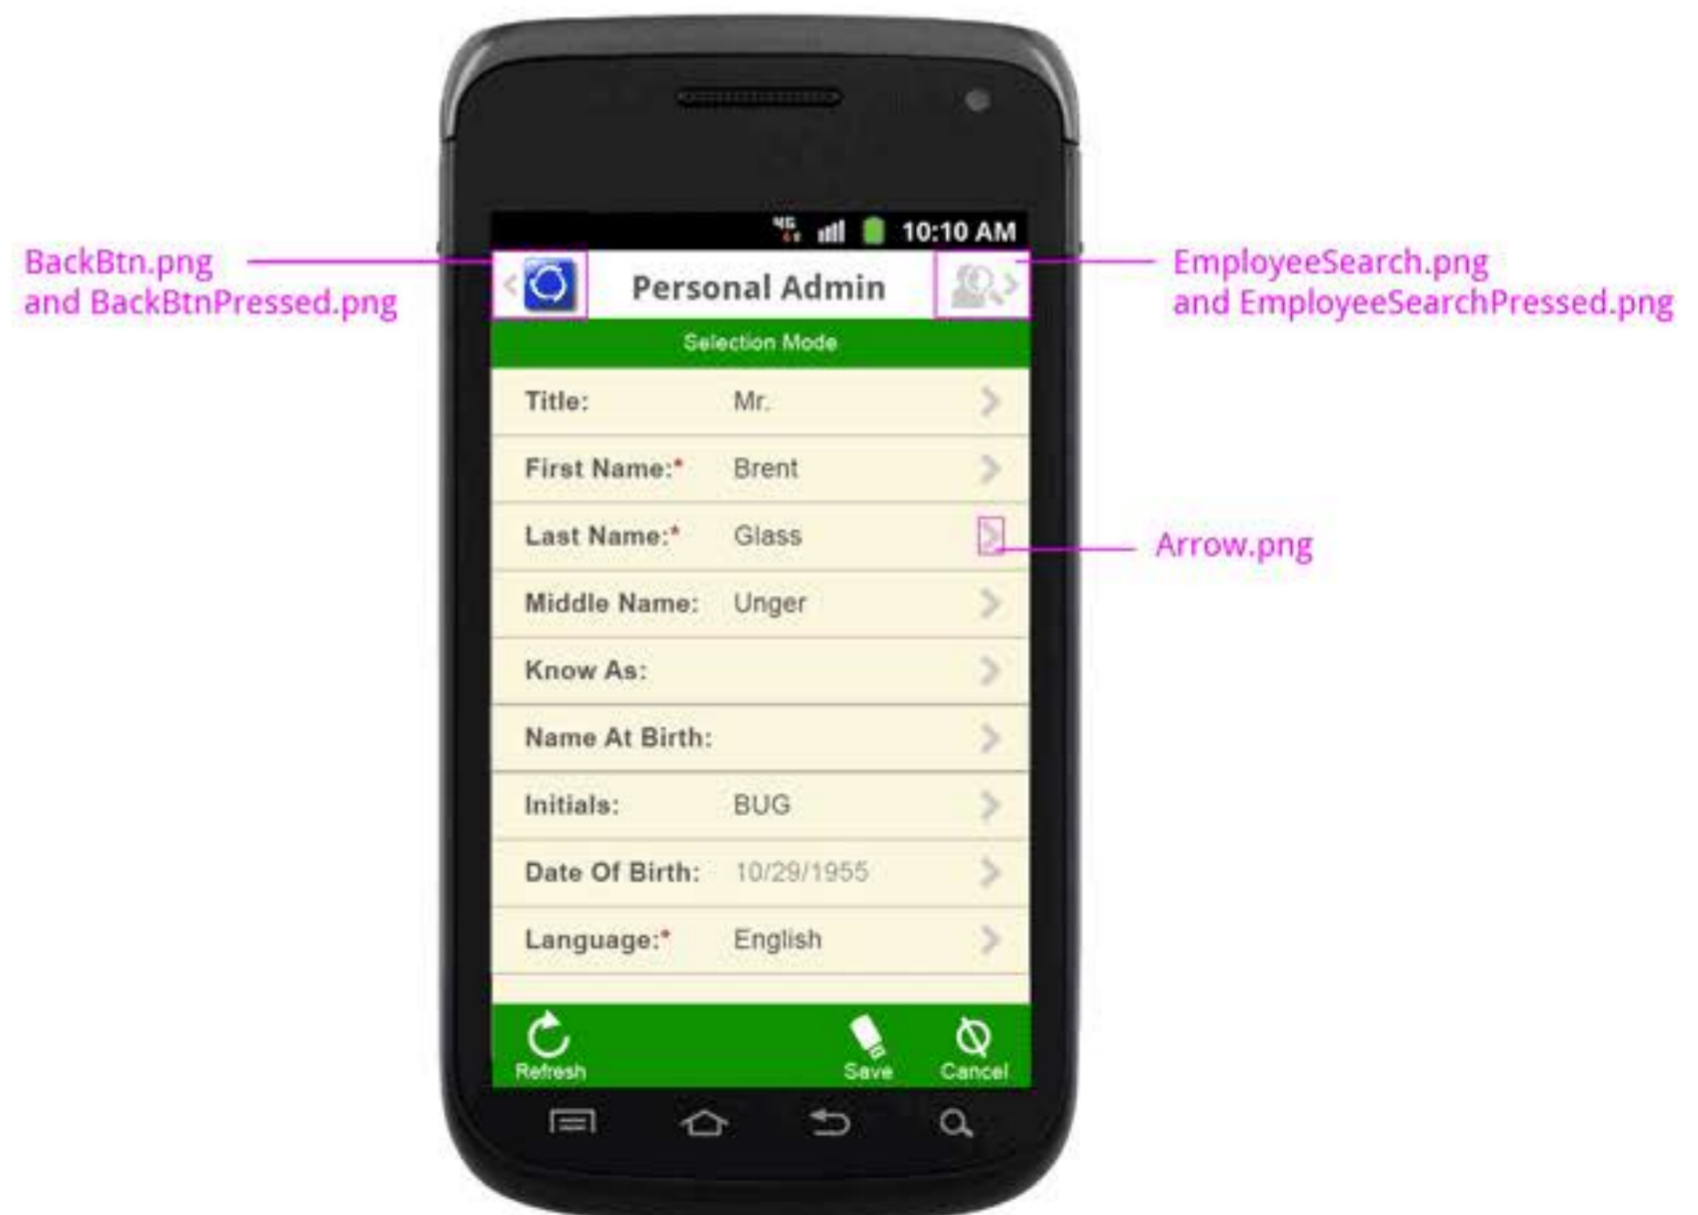 4G 10:10 AM
BackBtn.png
and BackBtnPressed.png
Personal Admin
EmployeeSearch.png
and EmployeeSearchPressed.png
Selection Mode
Title: Mr.
First Name:* Brent
Last Name:* Glass
Arrow.png
Middle Name: Unger
Know As:
Name At Birth:
Initials: BUG
Date Of Birth: 10/29/1955
Language:* English
Refresh Save Cancel